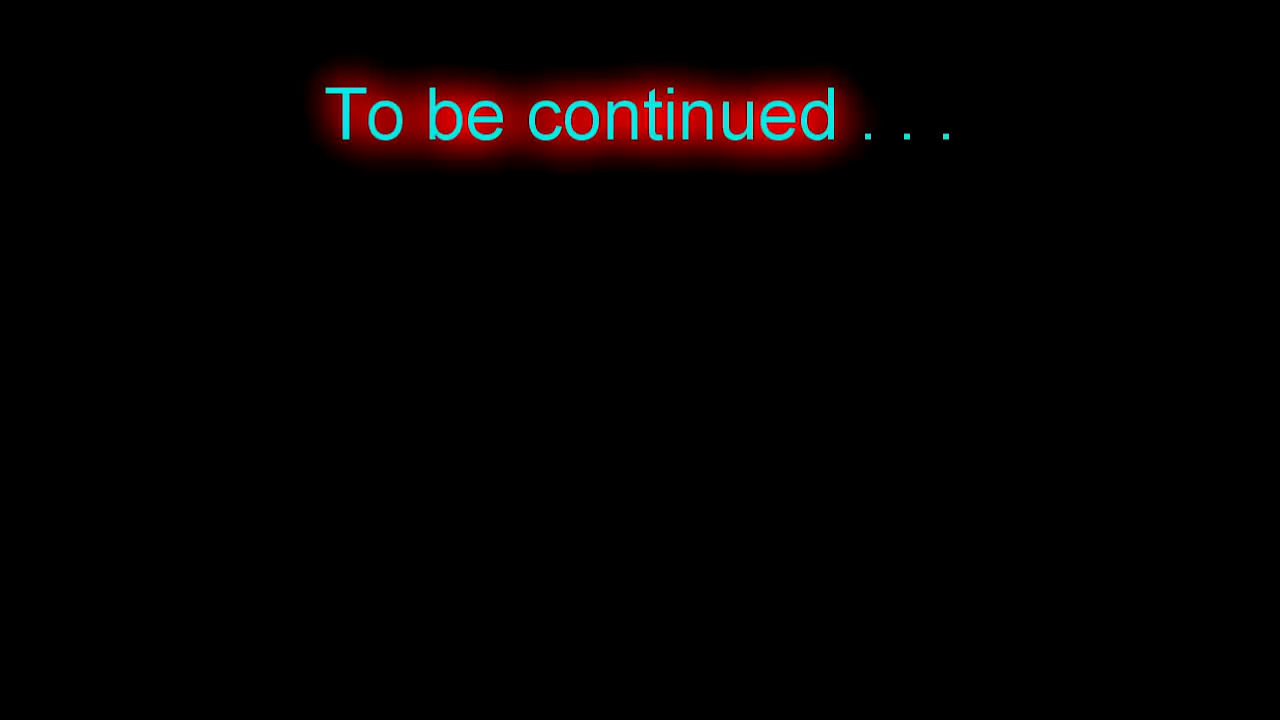 To be continued . . .